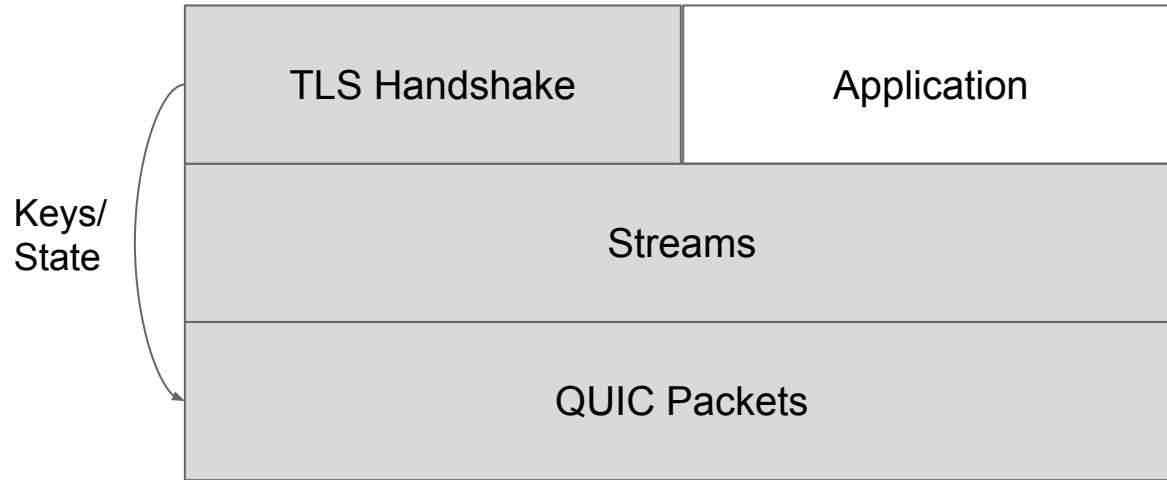 TLS Handshake
Application
Keys/
State
Streams
QUIC Packets